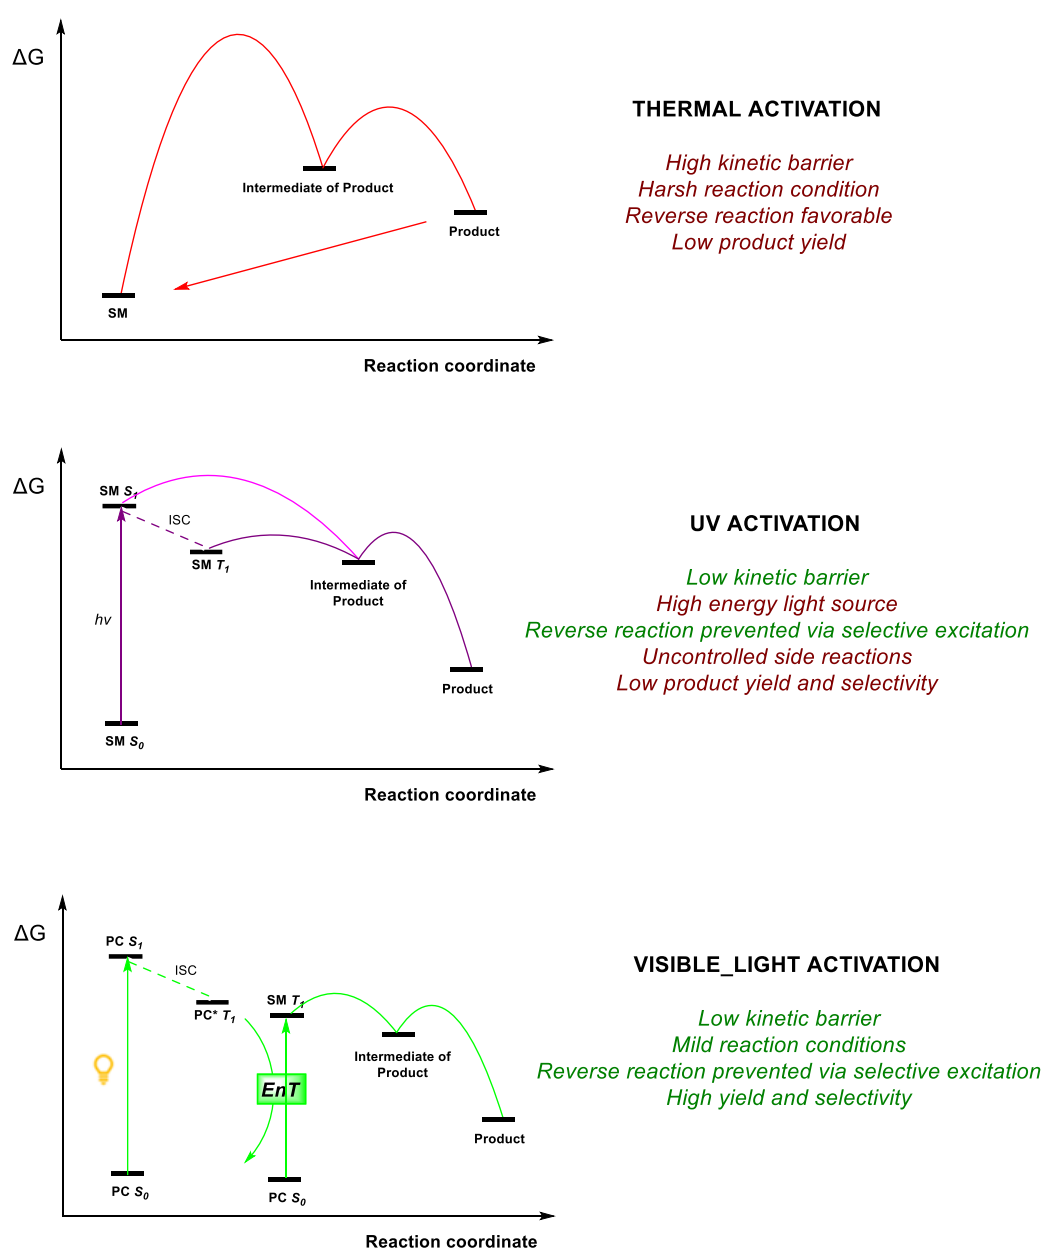 ΔG
THERMAL ACTIVATION
High kinetic barrier
Harsh reaction condition
Reverse reaction favorable
Low product yield
Intermediate of Product
Product
SM
Reaction coordinate
ΔG
SM S1
ISC
SM T1
hν
Intermediate of
Product
Product
SM S0
Reaction coordinate
UV ACTIVATION
Low kinetic barrier
High energy light source
Reverse reaction prevented via selective excitation
Uncontrolled side reactions
Low product yield and selectivity
ΔG
PC S1
ISC
PC* T1
SM T1
Intermediate of
Product
EnT
Product
PC S0
PC S0
Reaction coordinate
VISIBLE_LIGHT ACTIVATION
Low kinetic barrier
Mild reaction conditions
Reverse reaction prevented via selective excitation
High yield and selectivity